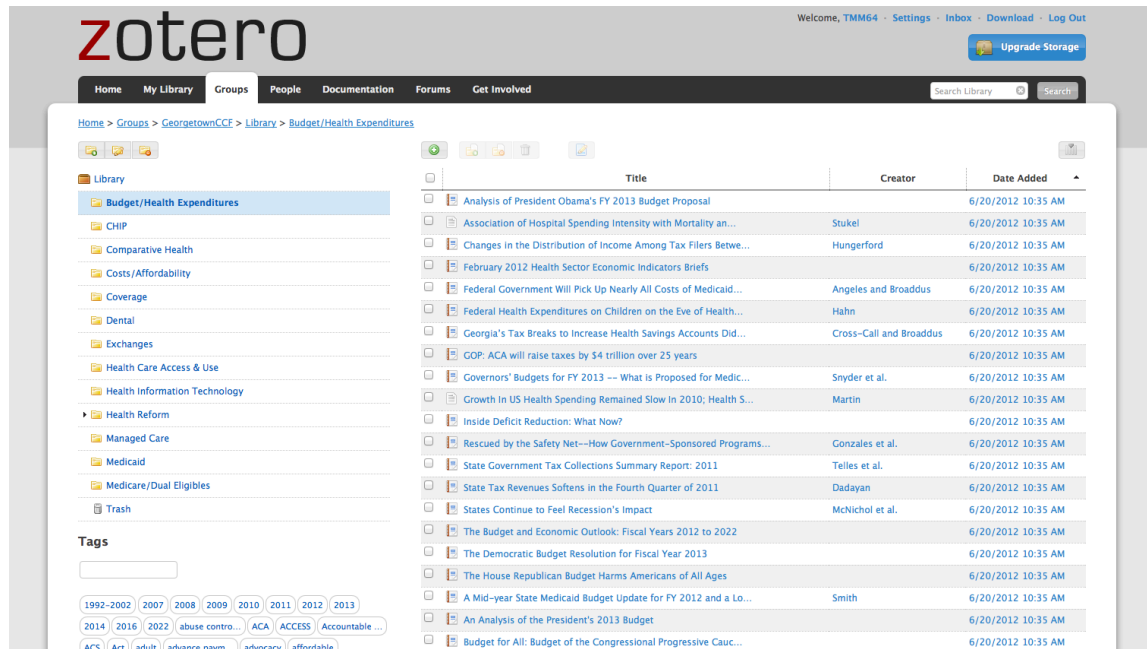 zotero
Welcome, TMM64 · Settings · Inbox · Download · Log Out
Upgrade Storage
Home My Library Groups People Documentation Forums Get Involved
Search Library Search
Home > Groups > GeorgetownCCF > Library > Budget/Health Expenditures
Library
Budget/Health Expenditures
CHIP
Comparative Health
Costs/Affordability
Coverage
Dental
Exchanges
Health Care Access & Use
Health Information Technology
Health Reform
Managed Care
Medicaid
Medicare/Dual Eligibles
Trash
Tags
1992-2002 2007 2008 2009 2010 2011 2012 2013
2014 2016 2022 abuse contro... ACA ACCESS Accountable ...
ACS Act adult advance paym... advocacy affordable
Title Creator Date Added
Analysis of President Obama's FY 2013 Budget Proposal 6/20/2012 10:35 AM
Association of Hospital Spending Intensity with Mortality an... Stukel 6/20/2012 10:35 AM
Changes in the Distribution of Income Among Tax Filers Betwe... Hungerford 6/20/2012 10:35 AM
February 2012 Health Sector Economic Indicators Briefs 6/20/2012 10:35 AM
Federal Government Will Pick Up Nearly All Costs of Medicaid... Angeles and Broaddus 6/20/2012 10:35 AM
Federal Health Expenditures on Children on the Eve of Health... Hahn 6/20/2012 10:35 AM
Georgia's Tax Breaks to Increase Health Savings Accounts Did... Cross-Call and Broaddus 6/20/2012 10:35 AM
GOP: ACA will raise taxes by $4 trillion over 25 years 6/20/2012 10:35 AM
Governors' Budgets for FY 2013 -- What is Proposed for Medic... Snyder et al. 6/20/2012 10:35 AM
Growth In US Health Spending Remained Slow In 2010; Health S... Martin 6/20/2012 10:35 AM
Inside Deficit Reduction: What Now? 6/20/2012 10:35 AM
Rescued by the Safety Net--How Government-Sponsored Programs... Gonzales et al. 6/20/2012 10:35 AM
State Government Tax Collections Summary Report: 2011 Telles et al. 6/20/2012 10:35 AM
State Tax Revenues Softens in the Fourth Quarter of 2011 Dadayan 6/20/2012 10:35 AM
States Continue to Feel Recession's Impact McNichol et al. 6/20/2012 10:35 AM
The Budget and Economic Outlook: Fiscal Years 2012 to 2022 6/20/2012 10:35 AM
The Democratic Budget Resolution for Fiscal Year 2013 6/20/2012 10:35 AM
The House Republican Budget Harms Americans of All Ages 6/20/2012 10:35 AM
A Mid-year State Medicaid Budget Update for FY 2012 and a Lo... Smith 6/20/2012 10:35 AM
An Analysis of the President's 2013 Budget 6/20/2012 10:35 AM
Budget for All: Budget of the Congressional Progressive Cauc... 6/20/2012 10:35 AM